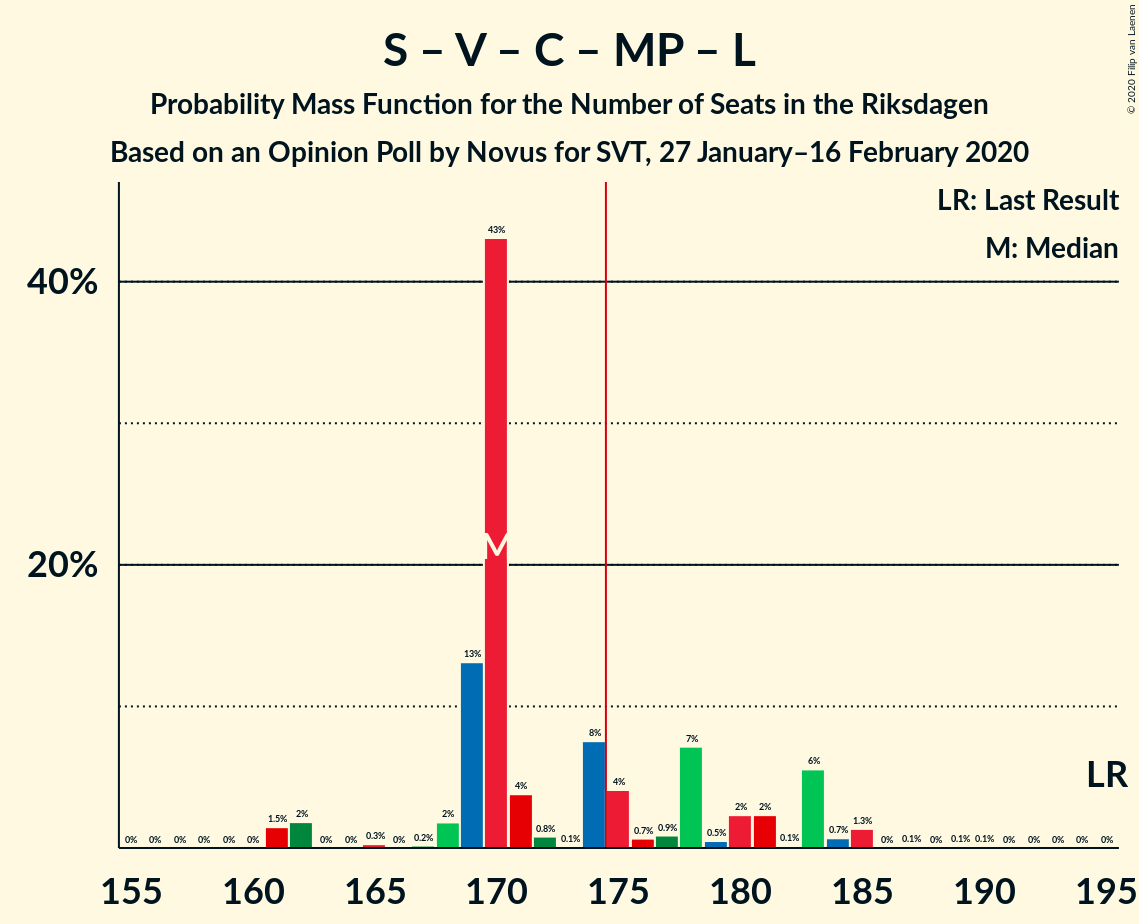 S – V – C – MP – L
Probability Mass Function for the Number of Seats in the Riksdagen
Based on an Opinion Poll by Novus for SVT, 27 January–16 February 2020
© 2020 Filip van Laenen
LR: Last Result
M: Median
40%
20%
0% 0% 0% 0% 0% 0% 1.5% 2% 0% 0% 0.3% 0% 0.2% 2% 13% 43% 4% 0.8% 0.1% 8% 4% 0.7% 0.9% 7% 0.5% 2% 2% 0.1% 6% 0.7% 1.3% 0% 0.1% 0% 0.1% 0.1% 0% 0% 0% 0% 0%
M
LR
155 160 165 170 175 180 185 190 195